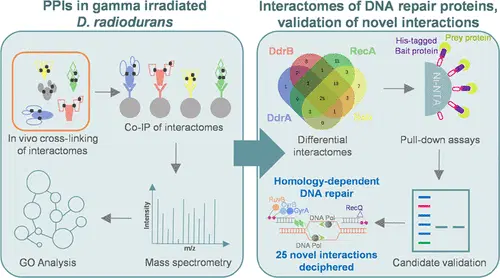 PPIs in gamma irradiated
D. radiodurans
In vivo cross-linking
of interactomes
Co-IP of interactomes
GO Analysis
Intensity
m/z
Mass spectrometry
Interactomes of DNA repair proteins,
validation of novel interactions
DdrB
RecA
DdrA
Differential
interactomes
His-tagged
Bait protein
Prey protein
Ni-NTA
Pull-down assays
Homology-dependent
DNA repair
RuvB
GyrB
GyrA
DNA Pol
RecQ
DNA Pol
25 novel interactions
deciphered
Candidate validation